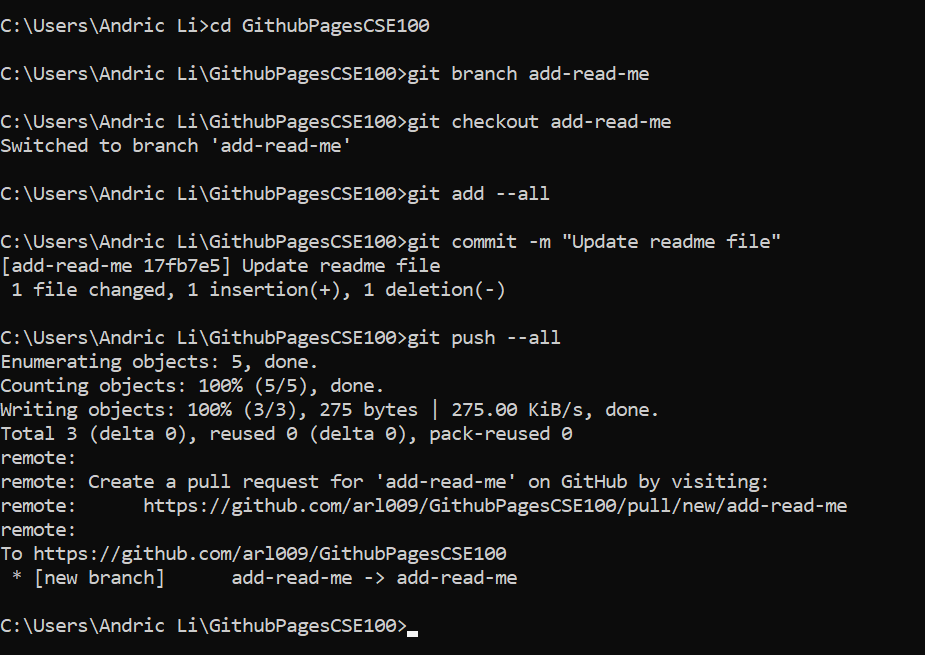 C:\Users\Andric Li>cd GithubPagesCSE100
C:\Users\Andric Li\GithubPagesCSE100>git branch add-read-me
C:\Users\Andric Li\GithubPagesCSE100>git checkout add-read-me
Switched to branch 'add-read-me'
C:\Users\Andric Li\GithubPagesCSE100>git add --all
C:\Users\Andric Li\GithubPagesCSE100>git commit -m "Update readme file"
[add-read-me 17fb7e5] Update readme file
 1 file changed, 1 insertion(+), 1 deletion(-)
C:\Users\Andric Li\GithubPagesCSE100>git push --all
Enumerating objects: 5, done.
Counting objects: 100% (5/5), done.
Writing objects: 100% (3/3), 275 bytes | 275.00 KiB/s, done.
Total 3 (delta 0), reused 0 (delta 0), pack-reused 0
remote:
remote: Create a pull request for 'add-read-me' on GitHub by visiting:
remote:      https://github.com/arl009/GithubPagesCSE100/pull/new/add-read-me
remote:
To https://github.com/arl009/GithubPagesCSE100
 * [new branch]      add-read-me -> add-read-me
C:\Users\Andric Li\GithubPagesCSE100>